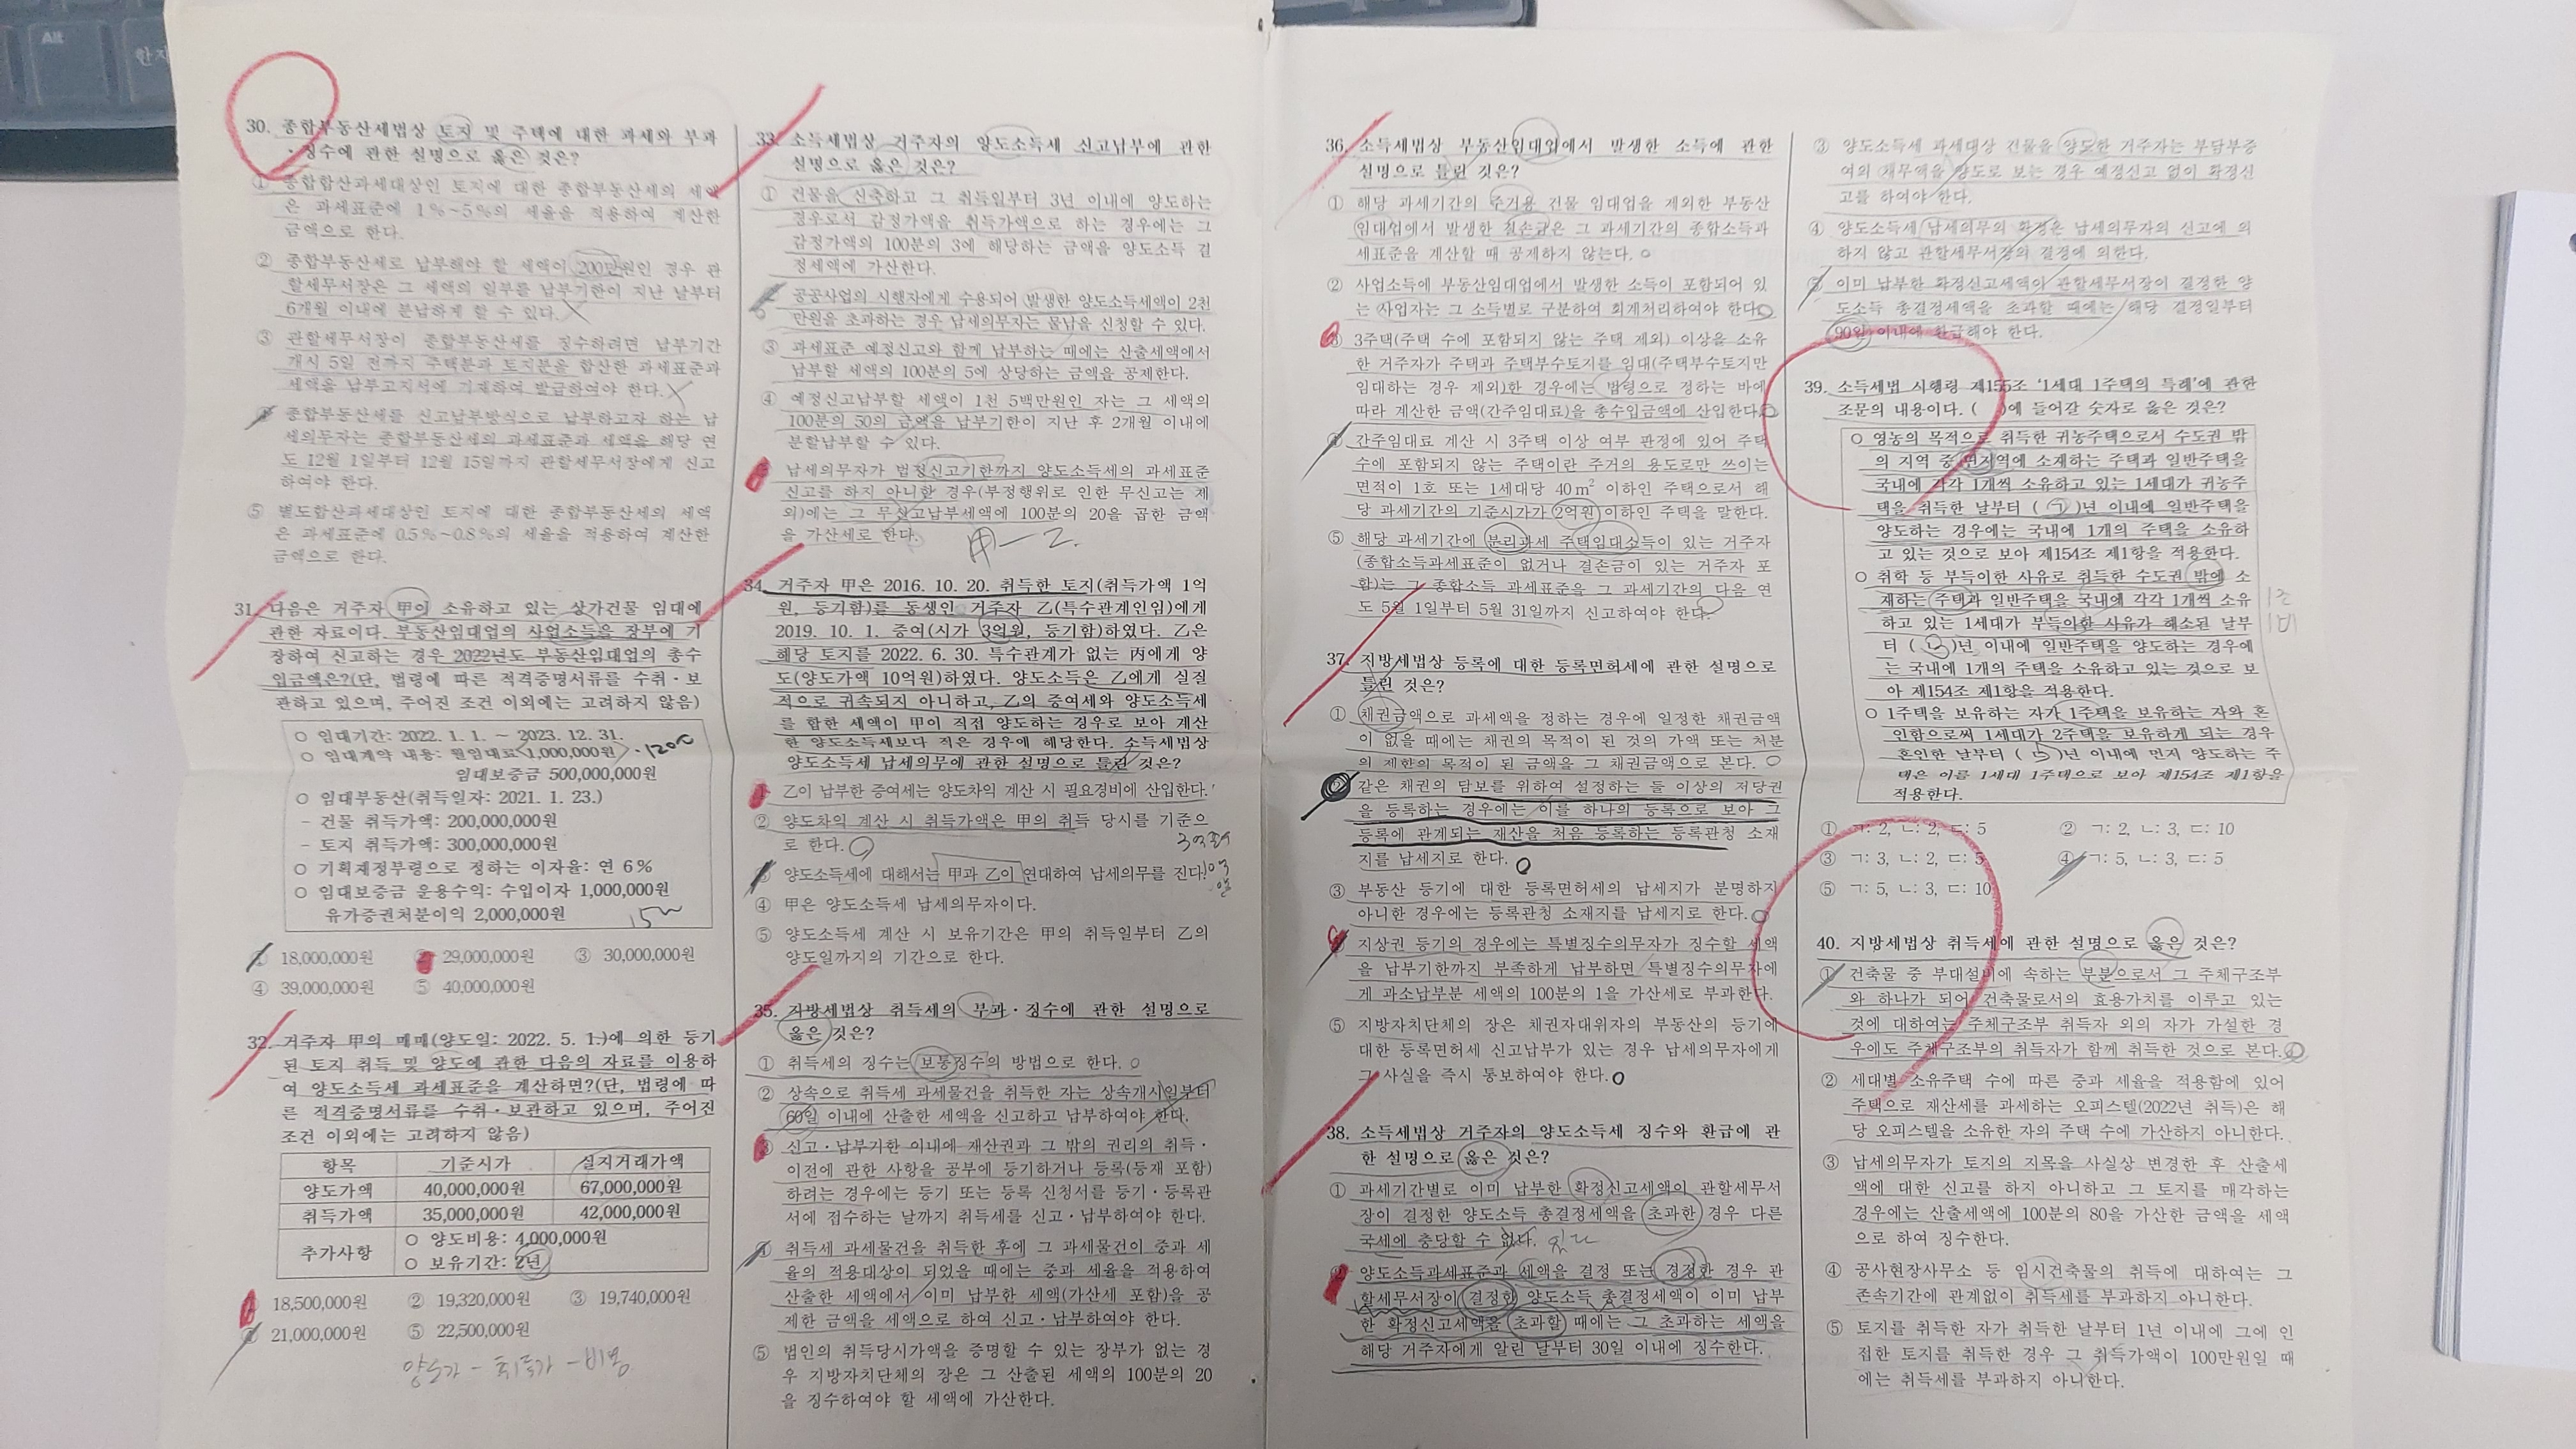 Alt
한자
30. 종합부동산세법상 토지 및 주택에 대한 과세와 부과
·징수에 관한 설명으로 옳은 것은?
① 종합합산과세대상인 토지에 대한 종합부동산세의 세액
은 과세표준에 1%~5%의 세율을 적용하여 계산한
금액으로 한다.
② 종합부동산세로 납부해야 할 세액이 200만원인 경우 관
할세무서장은 그 세액의 일부를 납부기한이 지난 날부터
6개월 이내에 분납하게 할 수 있다.
③ 관할세무서장이 종합부동산세를 징수하려면 납부기간
개시 5일 전까지 주택분과 토지분을 합산한 과세표준과
세액을 납부고지서에 기재하여 발급하여야 한다.
④ 종합부동산세를 신고납부방식으로 납부하고자 하는 납
세의무자는 종합부동산세의 과세표준과 세액을 해당 연
도 12월 1일부터 12월 15일까지 관할세무서장에게 신고
하여야 한다.
⑤ 별도합산과세대상인 토지에 대한 종합부동산세의 세액
은 과세표준에 0.5%~0.8%의 세율을 적용하여 계산한
금액으로 한다.
31. 다음은 거주자 甲이 소유하고 있는 상가건물 임대에
관한 자료이다. 부동산임대업의 사업소득을 장부에 기
장하여 신고하는 경우 2022년도 부동산임대업의 총수
입금액은?(단, 법령에 따른 적격증명서류를 수취·보
관하고 있으며, 주어진 조건 이외에는 고려하지 않음)
○ 임대기간: 2022. 1. 1. ~ 2023. 12. 31.
○ 임대계약 내용: 월임대료 1,000,000원 · 1200
임대보증금 500,000,000원
○ 임대부동산(취득일자: 2021. 1. 23.)
- 건물 취득가액: 200,000,000원
- 토지 취득가액: 300,000,000원
○ 기획재정부령으로 정하는 이자율: 연 6%
○ 임대보증금 운용수익: 수입이자 1,000,000원
유가증권처분이익 2,000,000원
① 18,000,000원 ② 29,000,000원 ③ 30,000,000원
④ 39,000,000원 ⑤ 40,000,000원
32. 거주자 甲의 매매(양도일: 2022. 5. 1.)에 의한 등기
된 토지 취득 및 양도에 관한 다음의 자료를 이용하
여 양도소득세 과세표준을 계산하면?(단, 법령에 따
른 적격증명서류를 수취·보관하고 있으며, 주어진
조건 이외에는 고려하지 않음)
항목 기준시가 실지거래가액
양도가액 40,000,000원 67,000,000원
취득가액 35,000,000원 42,000,000원
추가사항 ○ 양도비용: 4,000,000원
○ 보유기간: 2년
① 18,500,000원 ② 19,320,000원 ③ 19,740,000원
④ 21,000,000원 ⑤ 22,500,000원
양수가 - 취득가 - 비용
33. 소득세법상 거주자의 양도소득세 신고납부에 관한
설명으로 옳은 것은?
① 건물을 신축하고 그 취득일부터 3년 이내에 양도하는
경우로서 감정가액을 취득가액으로 하는 경우에는 그
감정가액의 100분의 3에 해당하는 금액을 양도소득 결
정세액에 가산한다.
② 공공사업의 시행자에게 수용되어 발생한 양도소득세액이 2천
만원을 초과하는 경우 납세의무자는 물납을 신청할 수 있다.
③ 과세표준 예정신고와 함께 납부하는 때에는 산출세액에서
납부할 세액의 100분의 5에 상당하는 금액을 공제한다.
④ 예정신고납부할 세액이 1천 5백만원인 자는 그 세액의
100분의 50의 금액을 납부기한이 지난 후 2개월 이내에
분할납부할 수 있다.
납세의무자가 법정신고기한까지 양도소득세의 과세표준
신고를 하지 아니한 경우(부정행위로 인한 무신고는 제
외)에는 그 무신고납부세액에 100분의 20을 곱한 금액
을 가산세로 한다.
甲 - 乙.
34. 거주자 甲은 2016. 10. 20. 취득한 토지(취득가액 1억
원, 등기함)를 동생인 거주자 乙(특수관계인임)에게
2019. 10. 1. 증여(시가 3억원, 등기함)하였다. 乙은
해당 토지를 2022. 6. 30. 특수관계가 없는 丙에게 양
도(양도가액 10억원)하였다. 양도소득은 乙에게 실질
적으로 귀속되지 아니하고, 乙의 증여세와 양도소득세
를 합한 세액이 甲이 직접 양도하는 경우로 보아 계산
한 양도소득세보다 적은 경우에 해당한다. 소득세법상
양도소득세 납세의무에 관한 설명으로 틀린 것은?
① 乙이 납부한 증여세는 양도차익 계산 시 필요경비에 산입한다.
② 양도차익 계산 시 취득가액은 甲의 취득 당시를 기준으
로 한다.
③ 양도소득세에 대해서는 甲과 乙이 연대하여 납세의무를 진다.
④ 甲은 양도소득세 납세의무자이다.
⑤ 양도소득세 계산 시 보유기간은 甲의 취득일부터 乙의
양도일까지의 기간으로 한다.
35. 지방세법상 취득세의 부과·징수에 관한 설명으로
옳은 것은?
① 취득세의 징수는 보통징수의 방법으로 한다.
② 상속으로 취득세 과세물건을 취득한 자는 상속개시일부터
60일 이내에 산출한 세액을 신고하고 납부하여야 한다.
③ 신고·납부기한 이내에 재산권과 그 밖의 권리의 취득·
이전에 관한 사항을 공부에 등기하거나 등록(등재 포함)
하려는 경우에는 등기 또는 등록 신청서를 등기·등록관
서에 접수하는 날까지 취득세를 신고·납부하여야 한다.
④ 취득세 과세물건을 취득한 후에 그 과세물건이 중과 세
율의 적용대상이 되었을 때에는 중과 세율을 적용하여
산출한 세액에서 이미 납부한 세액(가산세 포함)을 공
제한 금액을 세액으로 하여 신고·납부하여야 한다.
⑤ 법인의 취득당시가액을 증명할 수 있는 장부가 없는 경
우 지방자치단체의 장은 그 산출된 세액의 100분의 20
을 징수하여야 할 세액에 가산한다.
36. 소득세법상 부동산임대업에서 발생한 소득에 관한
설명으로 틀린 것은?
① 해당 과세기간의 주거용 건물 임대업을 제외한 부동산
임대업에서 발생한 결손금은 그 과세기간의 종합소득과
세표준을 계산할 때 공제하지 않는다.
② 사업소득에 부동산임대업에서 발생한 소득이 포함되어 있
는 사업자는 그 소득별로 구분하여 회계처리하여야 한다.
③ 3주택(주택 수에 포함되지 않는 주택 제외) 이상을 소유
한 거주자가 주택과 주택부수토지를 임대(주택부수토지만
임대하는 경우 제외)한 경우에는 법령으로 정하는 바에
따라 계산한 금액(간주임대료)을 총수입금액에 산입한다.
④ 간주임대료 계산 시 3주택 이상 여부 판정에 있어 주택
수에 포함되지 않는 주택이란 주거의 용도로만 쓰이는
면적이 1호 또는 1세대당 40㎡ 이하인 주택으로서 해
당 과세기간의 기준시가가 2억원 이하인 주택을 말한다.
⑤ 해당 과세기간에 분리과세 주택임대소득이 있는 거주자
(종합소득과세표준이 없거나 결손금이 있는 거주자 포
함)는 그 종합소득 과세표준을 그 과세기간의 다음 연
도 5월 1일부터 5월 31일까지 신고하여야 한다.
37. 지방세법상 등록에 대한 등록면허세에 관한 설명으로
틀린 것은?
① 채권금액으로 과세액을 정하는 경우에 일정한 채권금액
이 없을 때에는 채권의 목적이 된 것의 가액 또는 처분
의 제한의 목적이 된 금액을 그 채권금액으로 본다.
② 같은 채권의 담보를 위하여 설정하는 둘 이상의 저당권
을 등록하는 경우에는 이를 하나의 등록으로 보아 그
등록에 관계되는 재산을 처음 등록하는 등록관청 소재
지를 납세지로 한다.
③ 부동산 등기에 대한 등록면허세의 납세지가 분명하지
아니한 경우에는 등록관청 소재지를 납세지로 한다.
④ 지상권 등기의 경우에는 특별징수의무자가 징수할 세액
을 납부기한까지 부족하게 납부하면 특별징수의무자에
게 과소납부분 세액의 100분의 1을 가산세로 부과한다.
⑤ 지방자치단체의 장은 채권자대위자의 부동산의 등기에
대한 등록면허세 신고납부가 있는 경우 납세의무자에게
그 사실을 즉시 통보하여야 한다.
38. 소득세법상 거주자의 양도소득세 징수와 환급에 관
한 설명으로 옳은 것은?
① 과세기간별로 이미 납부한 확정신고세액이 관할세무서
장이 결정한 양도소득 총결정세액을 초과한 경우 다른
국세에 충당할 수 없다. 있다
② 양도소득과세표준과 세액을 결정 또는 경정한 경우 관
할세무서장이 결정한 양도소득 총결정세액이 이미 납부
한 확정신고세액을 초과할 때에는 그 초과하는 세액을
해당 거주자에게 알린 날부터 30일 이내에 징수한다.
③ 양도소득세 과세대상 건물을 양도한 거주자는 부담부증
여의 채무액을 양도로 보는 경우 예정신고 없이 확정신
고를 하여야 한다.
④ 양도소득세 납세의무의 확정은 납세의무자의 신고에 의
하지 않고 관할세무서장의 결정에 의한다.
⑤ 이미 납부한 확정신고세액이 관할세무서장이 결정한 양
도소득 총결정세액을 초과할 때에는 해당 결정일부터
90일 이내에 환급해야 한다.
39. 소득세법 시행령 제155조 '1세대 1주택의 특례'에 관한
조문의 내용이다. ( )에 들어갈 숫자로 옳은 것은?
○ 영농의 목적으로 취득한 귀농주택으로서 수도권 밖
의 지역 중 면지역에 소재하는 주택과 일반주택을
국내에 각각 1개씩 소유하고 있는 1세대가 귀농주
택을 취득한 날부터 ( ㄱ )년 이내에 일반주택을
양도하는 경우에는 국내에 1개의 주택을 소유하
고 있는 것으로 보아 제154조 제1항을 적용한다.
○ 취학 등 부득이한 사유로 취득한 수도권 밖에 소
재하는 주택과 일반주택을 국내에 각각 1개씩 소유
하고 있는 1세대가 부득이한 사유가 해소된 날부
터 ( ㄴ )년 이내에 일반주택을 양도하는 경우에
는 국내에 1개의 주택을 소유하고 있는 것으로 보
아 제154조 제1항을 적용한다.
○ 1주택을 보유하는 자가 1주택을 보유하는 자와 혼
인함으로써 1세대가 2주택을 보유하게 되는 경우
혼인한 날부터 ( ㄷ )년 이내에 먼저 양도하는 주
택은 이를 1세대 1주택으로 보아 제154조 제1항을
적용한다.
① ㄱ: 2, ㄴ: 2, ㄷ: 5 ② ㄱ: 2, ㄴ: 3, ㄷ: 10
③ ㄱ: 3, ㄴ: 2, ㄷ: 5 ④ ㄱ: 5, ㄴ: 3, ㄷ: 5
⑤ ㄱ: 5, ㄴ: 3, ㄷ: 10
40. 지방세법상 취득세에 관한 설명으로 옳은 것은?
① 건축물 중 부대설비에 속하는 부분으로서 그 주체구조부
와 하나가 되어 건축물로서의 효용가치를 이루고 있는
것에 대하여는 주체구조부 취득자 외의 자가 가설한 경
우에도 주체구조부의 취득자가 함께 취득한 것으로 본다.
② 세대별 소유주택 수에 따른 중과 세율을 적용함에 있어
주택으로 재산세를 과세하는 오피스텔(2022년 취득)은 해
당 오피스텔을 소유한 자의 주택 수에 가산하지 아니한다.
③ 납세의무자가 토지의 지목을 사실상 변경한 후 산출세
액에 대한 신고를 하지 아니하고 그 토지를 매각하는
경우에는 산출세액에 100분의 80을 가산한 금액을 세액
으로 하여 징수한다.
④ 공사현장사무소 등 임시건축물의 취득에 대하여는 그
존속기간에 관계없이 취득세를 부과하지 아니한다.
⑤ 토지를 취득한 자가 취득한 날부터 1년 이내에 그에 인
접한 토지를 취득한 경우 그 취득가액이 100만원일 때
에는 취득세를 부과하지 아니한다.